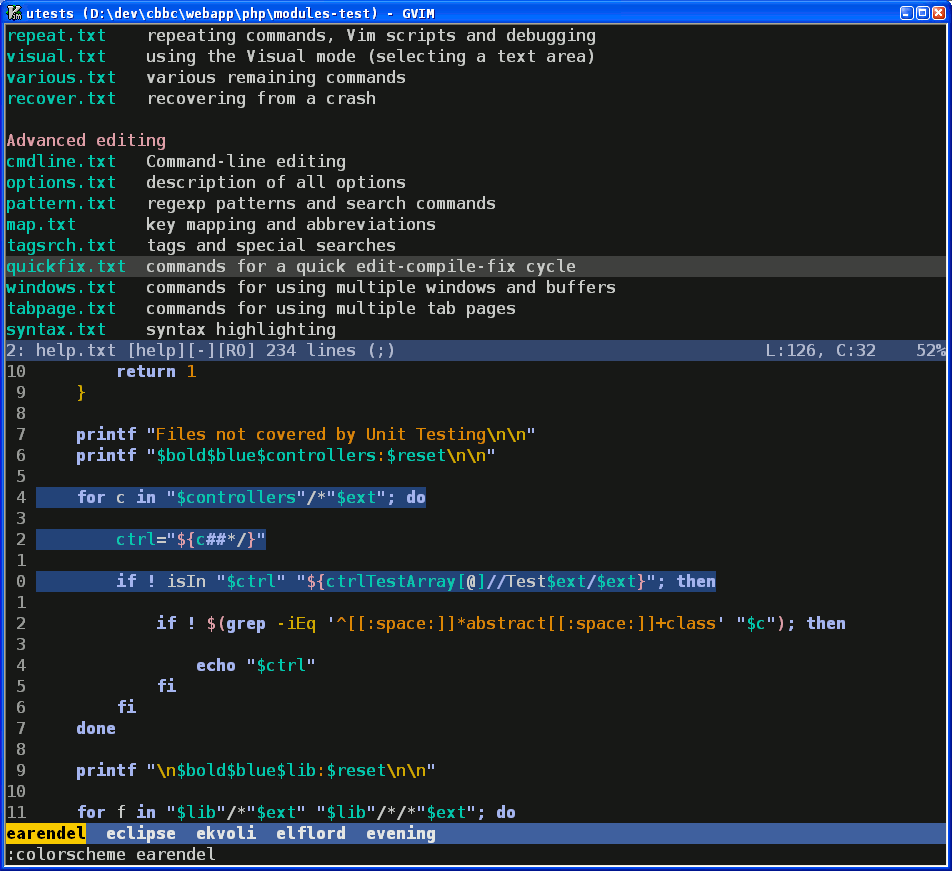 utests (D:\dev\cbbc\webapp\php\modules-test) - GVIM
repeat.txt    repeating commands, Vim scripts and debugging
visual.txt    using the Visual mode (selecting a text area)
various.txt   various remaining commands
recover.txt   recovering from a crash
Advanced editing
cmdline.txt   Command-line editing
options.txt   description of all options
pattern.txt   regexp patterns and search commands
map.txt       key mapping and abbreviations
tagsrch.txt   tags and special searches
quickfix.txt  commands for a quick edit-compile-fix cycle
windows.txt   commands for using multiple windows and buffers
tabpage.txt   commands for using multiple tab pages
syntax.txt    syntax highlighting
2: help.txt [help][-][RO] 234 lines (;)    L:126, C:32    52%
10         return 1
 9     }
 8
 7     printf "Files not covered by Unit Testing\n\n"
 6     printf "$bold$blue$controllers:$reset\n\n"
 5
 4     for c in "$controllers"/*"$ext"; do
 3
 2         ctrl="${c##*/}"
 1
 0         if ! isIn "$ctrl" "${ctrlTestArray[@]//Test$ext/$ext}"; then
 1
 2             if ! $(grep -iEq '^[[:space:]]*abstract[[:space:]]+class' "$c"); then
 3
 4                 echo "$ctrl"
 5             fi
 6         fi
 7     done
 8
 9     printf "\n$bold$blue$lib:$reset\n\n"
10
11     for f in "$lib"/*"$ext" "$lib"/*/*"$ext"; do
earendel  eclipse  ekvoli  elflord  evening
:colorscheme earendel